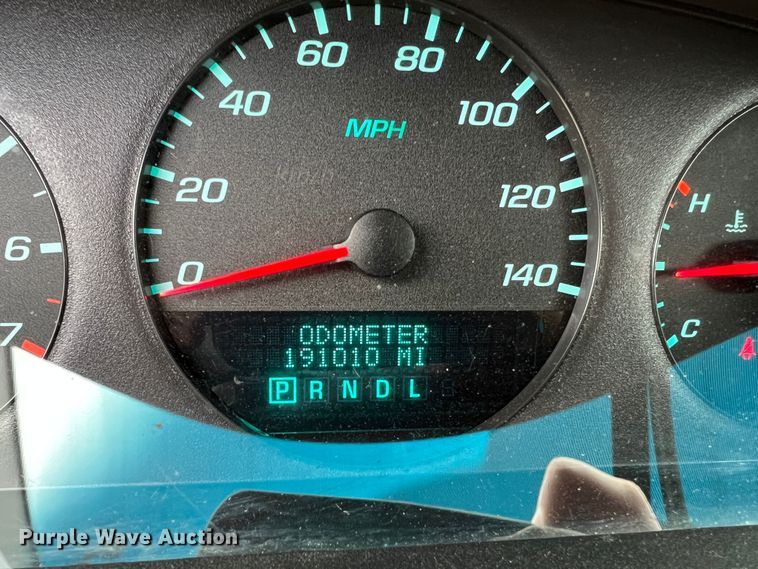 60 80
40 100
MPH
20 120
0 140
6
7
H
C
ODOMETER
191010 MI
P R N D L
Purple Wave Auction